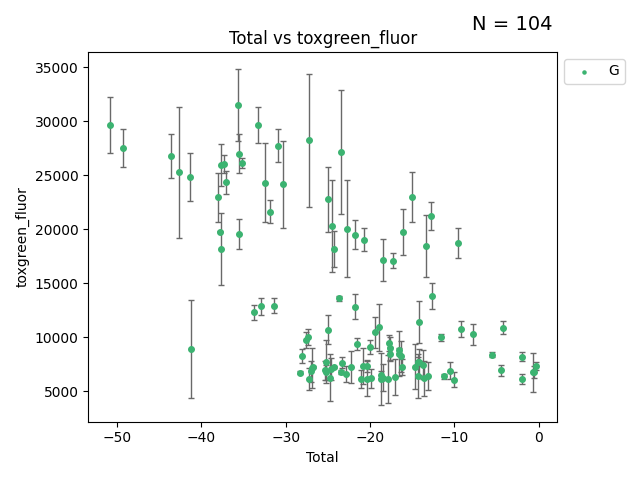 N = 104
Total vs toxgreen_fluor
G
toxgreen_fluor
35000
30000
25000
20000
15000
10000
5000
−50 −40 −30 −20 −10 0
Total